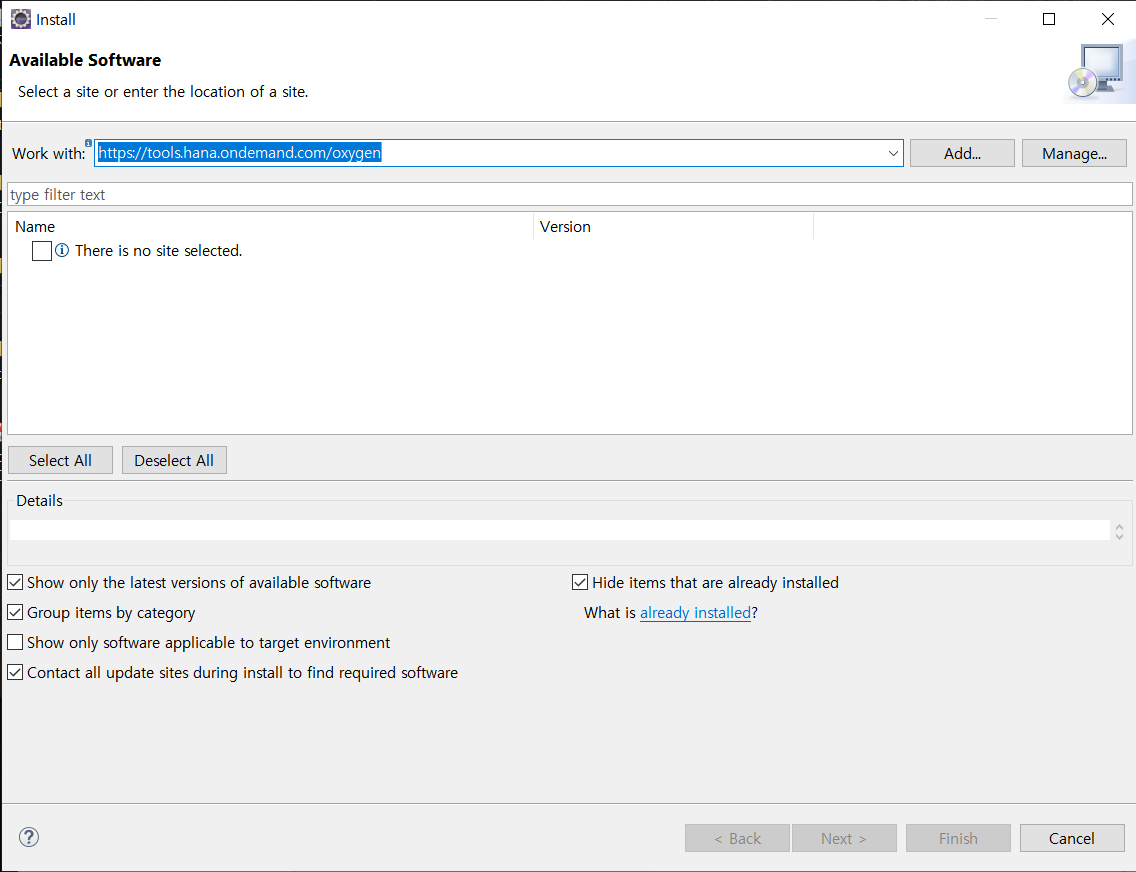 Install
Available Software
Select a site or enter the location of a site.
Work with: https://tools.hana.ondemand.com/oxygen Add... Manage...
type filter text
Name Version
There is no site selected.
Select All Deselect All
Details
Show only the latest versions of available software Hide items that are already installed
Group items by category What is already installed?
Show only software applicable to target environment
Contact all update sites during install to find required software
? < Back Next > Finish Cancel